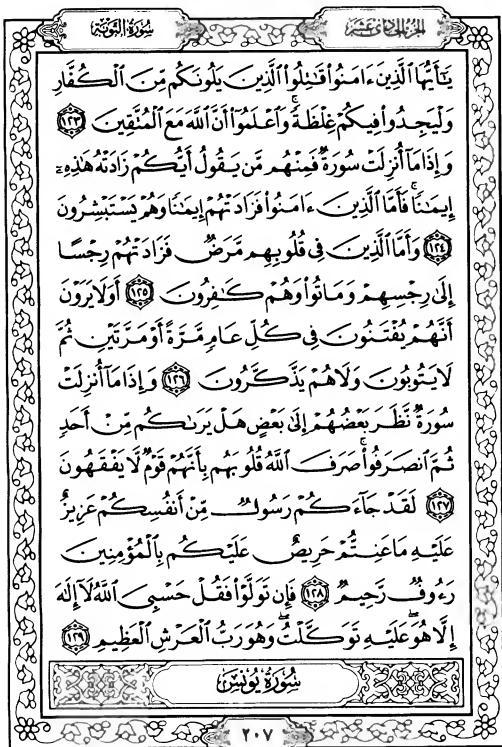 سُورَةُ التَّوْبَةِ
الجُزْءُ الحَادِي عَشَرَ
يَٰٓأَيُّهَا ٱلَّذِينَ ءَامَنُوا۟ قَٰتِلُوا۟ ٱلَّذِينَ يَلُونَكُم مِّنَ ٱلْكُفَّارِ
وَلْيَجِدُوا۟ فِيكُمْ غِلْظَةً ۚ وَٱعْلَمُوٓا۟ أَنَّ ٱللَّهَ مَعَ ٱلْمُتَّقِينَ ١٢٣
وَإِذَا مَآ أُنزِلَتْ سُورَةٌ فَمِنْهُم مَّن يَقُولُ أَيُّكُمْ زَادَتْهُ هَٰذِهِۦٓ
إِيمَٰنًا ۚ فَأَمَّا ٱلَّذِينَ ءَامَنُوا۟ فَزَادَتْهُمْ إِيمَٰنًا وَهُمْ يَسْتَبْشِرُونَ
١٢٤ وَأَمَّا ٱلَّذِينَ فِى قُلُوبِهِم مَّرَضٌ فَزَادَتْهُمْ رِجْسًا
إِلَىٰ رِجْسِهِمْ وَمَاتُوا۟ وَهُمْ كَٰفِرُونَ ١٢٥ أَوَلَا يَرَوْنَ
أَنَّهُمْ يُفْتَنُونَ فِى كُلِّ عَامٍ مَّرَّةً أَوْ مَرَّتَيْنِ ثُمَّ
لَا يَتُوبُونَ وَلَا هُمْ يَذَّكَّرُونَ ١٢٦ وَإِذَا مَآ أُنزِلَتْ
سُورَةٌ نَّظَرَ بَعْضُهُمْ إِلَىٰ بَعْضٍ هَلْ يَرَىٰكُم مِّنْ أَحَدٍ
ثُمَّ ٱنصَرَفُوا۟ ۚ صَرَفَ ٱللَّهُ قُلُوبَهُم بِأَنَّهُمْ قَوْمٌ لَّا يَفْقَهُونَ
١٢٧ لَقَدْ جَآءَكُمْ رَسُولٌ مِّنْ أَنفُسِكُمْ عَزِيزٌ
عَلَيْهِ مَا عَنِتُّمْ حَرِيصٌ عَلَيْكُم بِٱلْمُؤْمِنِينَ
رَءُوفٌ رَّحِيمٌ ١٢٨ فَإِن تَوَلَّوْا۟ فَقُلْ حَسْبِىَ ٱللَّهُ لَآ إِلَٰهَ
إِلَّا هُوَ ۖ عَلَيْهِ تَوَكَّلْتُ ۖ وَهُوَ رَبُّ ٱلْعَرْشِ ٱلْعَظِيمِ ١٢٩
سُورَةُ يُونُسَ
٢٠٧